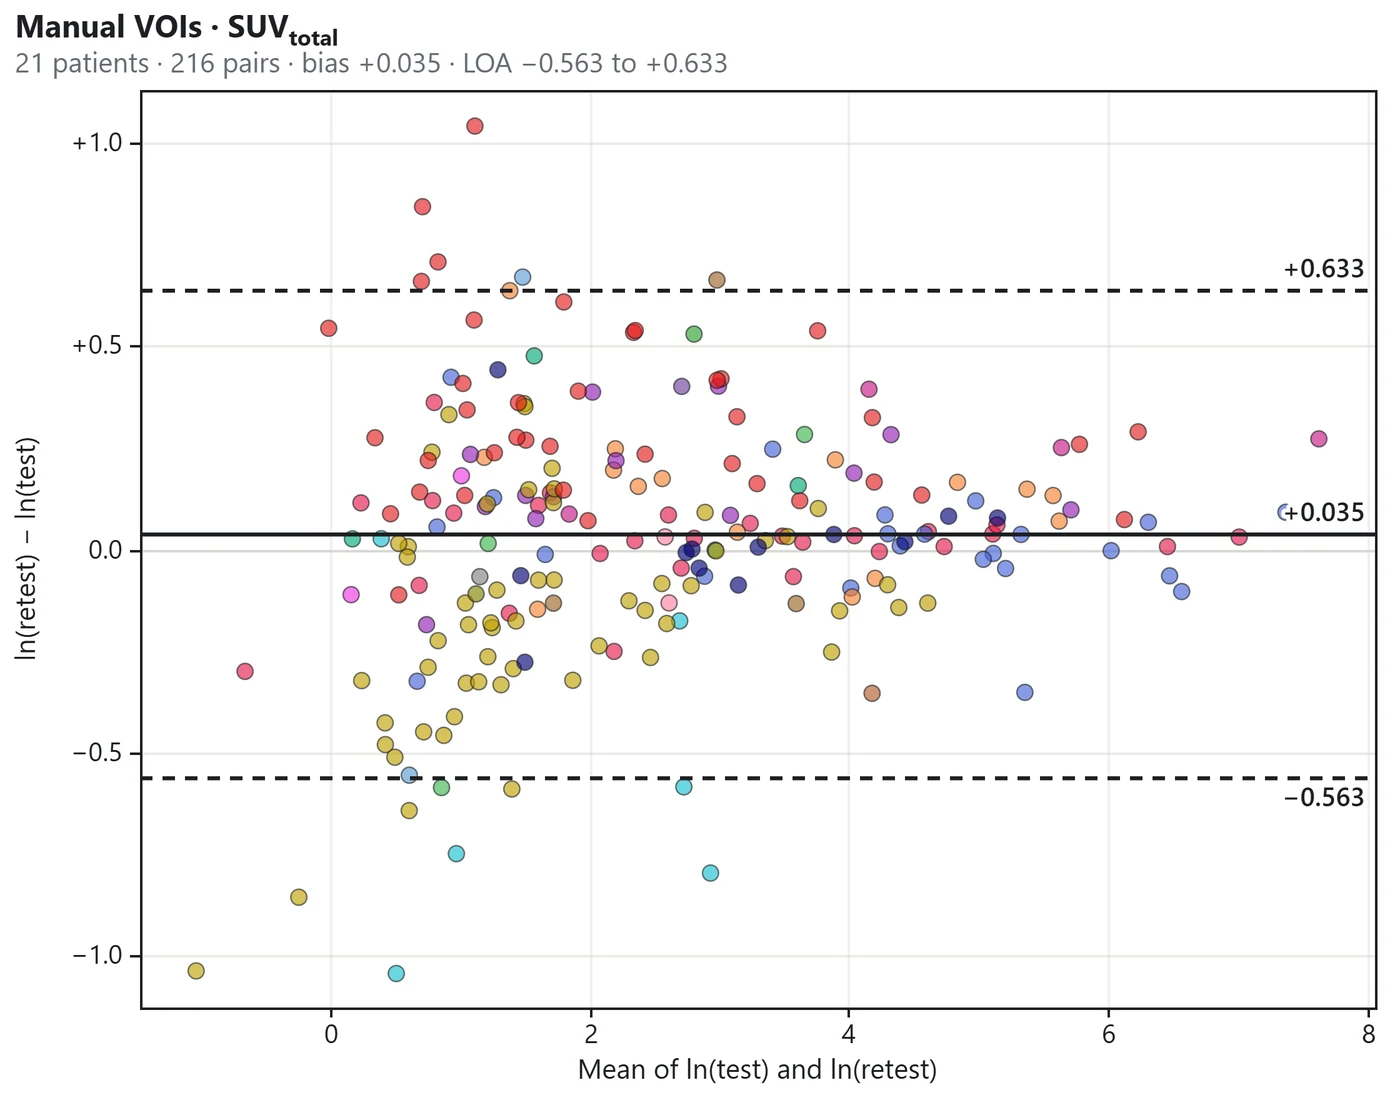 Manual VOIs · SUVtotal
21 patients · 216 pairs · bias +0.035 · LOA −0.563 to +0.633
+1.0
+0.633
+0.5
+0.035
0.0
−0.5
−0.563
−1.0
ln(retest) − ln(test)
0 2 4 6 8
Mean of ln(test) and ln(retest)